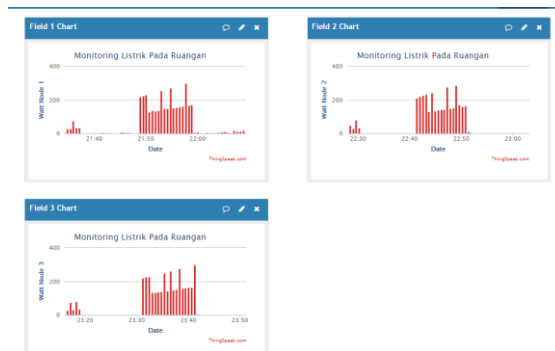 Field 1 Chart
Monitoring Listrik Pada Ruangan
400
200
0
Watt Node 1
21:40 21:50 22:00
Date
ThingSpeak.com
Field 2 Chart
Monitoring Listrik Pada Ruangan
400
200
0
Watt Node 2
22:30 22:40 22:50 23:00
Date
ThingSpeak.com
Field 3 Chart
Monitoring Listrik Pada Ruangan
400
200
0
Watt Node 3
23:20 23:30 23:40 23:50
Date
ThingSpeak.com